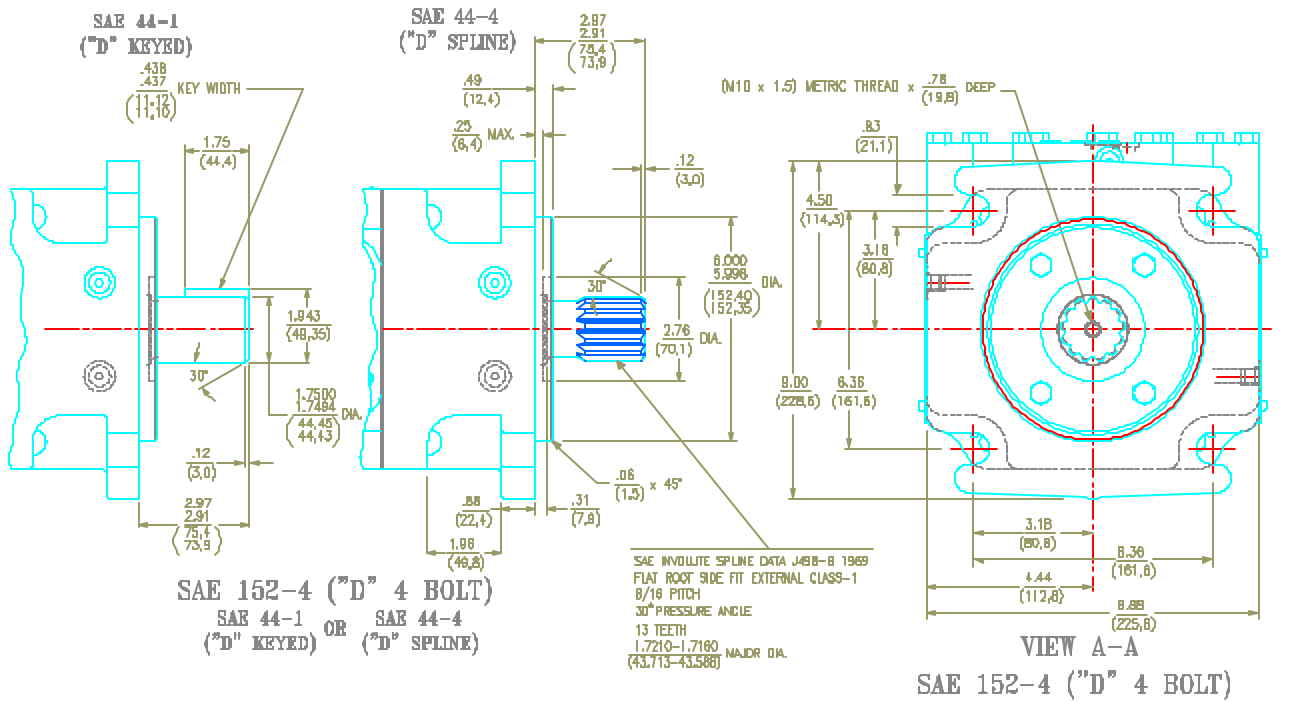 SAE 44-1
("D" KEYED)
.438
.437
(11.12
11.10)
KEY WIDTH
1.75
(44,4)
1.943
(49,35)
30°
1.7500
1.7494
(44,45
44,43)
DIA.
.12
(3,0)
2.97
2.91
(75,4
73,9)
SAE 44-4
("D" SPLINE)
2.97
2.91
(75,4
73,9)
.49
(12,4)
.25
(6,4)
MAX.
.12
(3,0)
30°
6.000
5.998
(152,40)
(152,35)
DIA.
2.76
(70,1)
DIA.
.06
(1,5)
x 45°
.88
(22,4)
.31
(7,8)
1.96
(49,8)
SAE INVOLUTE SPLINE DATA J498-B 1969
FLAT ROOT SIDE FIT EXTERNAL CLASS-1
8/16 PITCH
30° PRESSURE ANGLE
13 TEETH
1.7210-1.7160
(43.713-43.586)
MAJOR DIA.
SAE 152-4 ("D" 4 BOLT)
SAE 44-1
("D" KEYED)
OR
SAE 44-4
("D" SPLINE)
(M10 x 1.5) METRIC THREAD x .78 DEEP
(19,8)
.83
(21,1)
4.50
(114,3)
3.18
(80,8)
9.00
(228,6)
6.36
(161,6)
3.18
(80,8)
6.36
(161,6)
4.44
(112,8)
8.88
(225,6)
VIEW A-A
SAE 152-4 ("D" 4 BOLT)